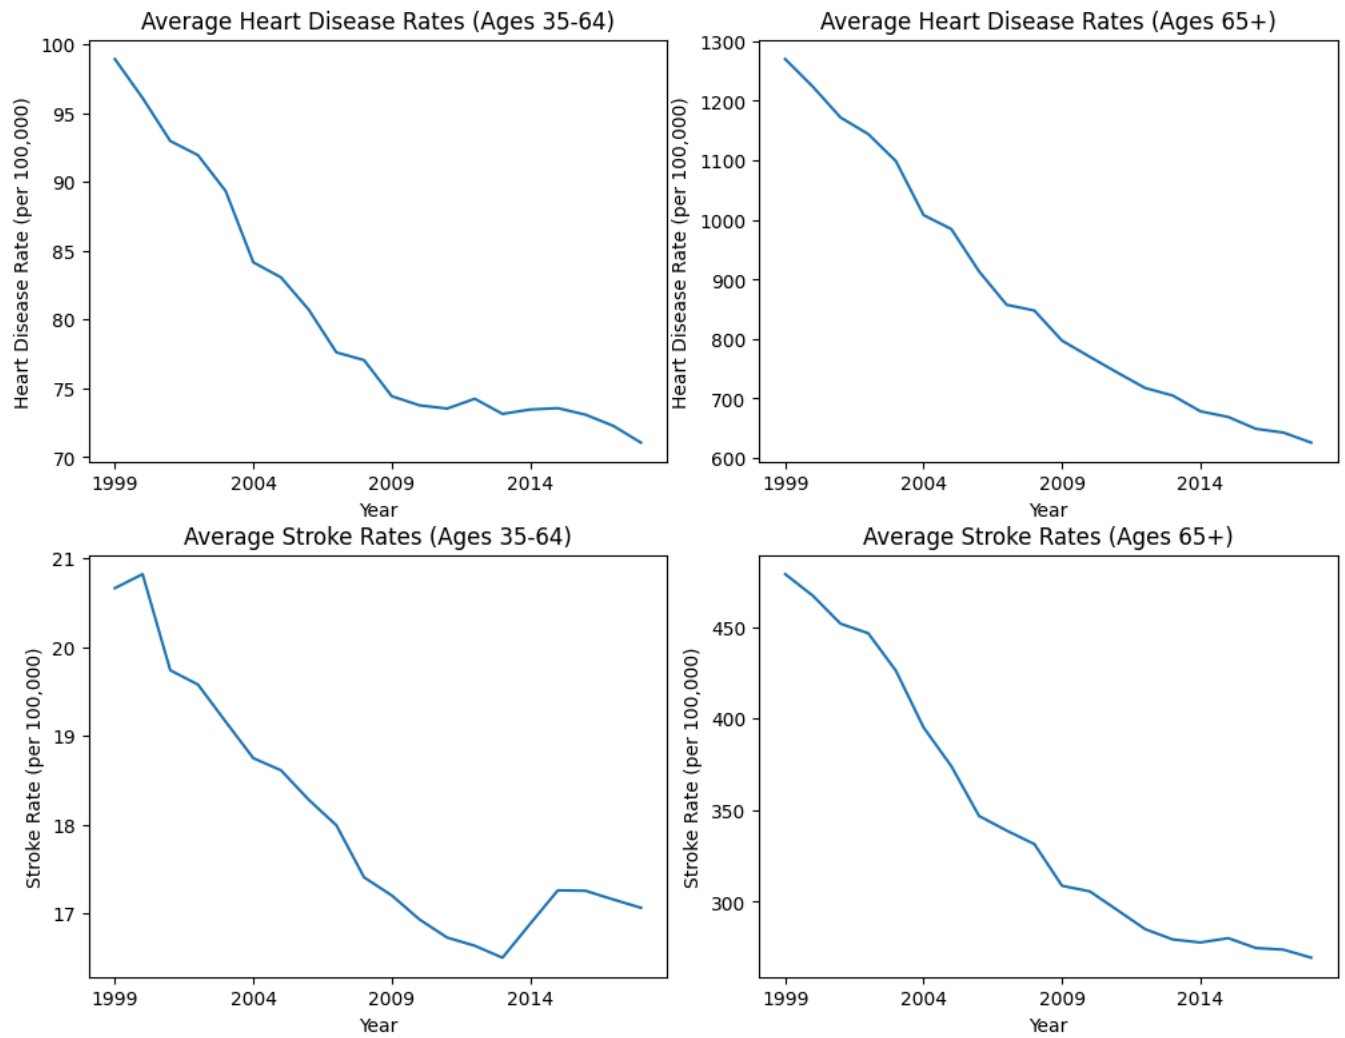 Average Heart Disease Rates (Ages 35-64)
Heart Disease Rate (per 100,000)
100
95
90
85
80
75
70
1999 2004 2009 2014
Year
Average Heart Disease Rates (Ages 65+)
Heart Disease Rate (per 100,000)
1300
1200
1100
1000
900
800
700
600
1999 2004 2009 2014
Year
Average Stroke Rates (Ages 35-64)
Stroke Rate (per 100,000)
21
20
19
18
17
1999 2004 2009 2014
Year
Average Stroke Rates (Ages 65+)
Stroke Rate (per 100,000)
450
400
350
300
1999 2004 2009 2014
Year